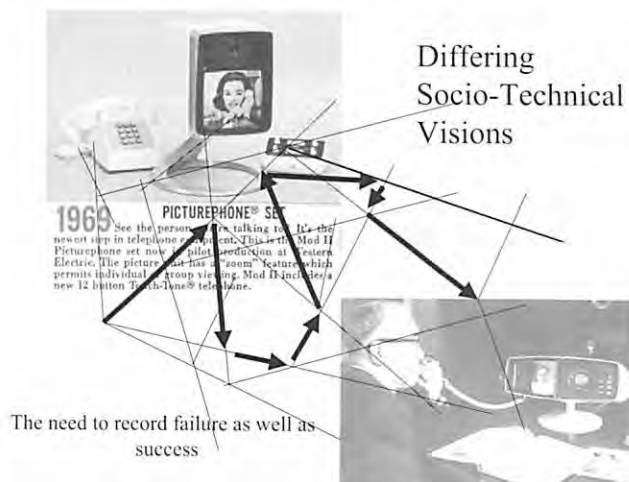 Differing
Socio-Technical
Visions
1969
PICTUREPHONE® SET
See the person talking to? It's the
newest step in telephone equipment. This is the Mod II
Picturephone set now in pilot production at Western
Electric. The picture unit has a "zoom" feature which
permits individual or group viewing. Mod II includes a
new 12 button Touch-Tone® telephone.
The need to record failure as well as
success